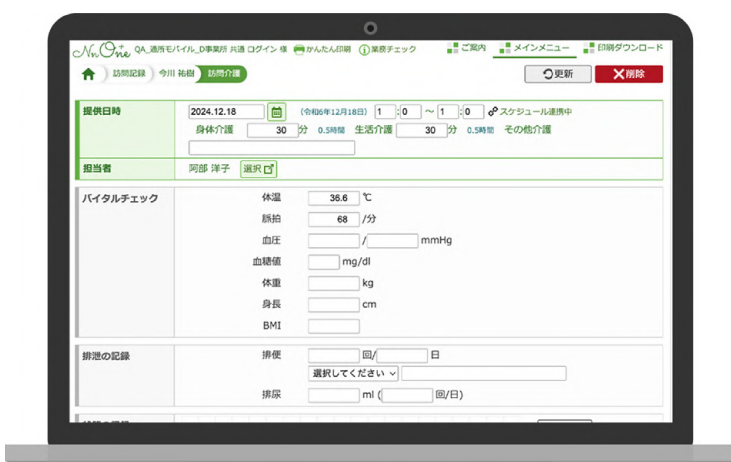 NnOne QA_通所モバイル_D事業所 共通 ログイン 様 かんたん印刷 業務チェック ご案内 メインメニュー 印刷ダウンロード
訪問記録 今川 祐樹 訪問介護 更新 削除
提供日時 2024.12.18 (令和6年12月18日) 1 : 0 ～ 1 : 0 スケジュール連携中
身体介護 30 分 0.5時間 生活介護 30 分 0.5時間 その他介護
担当者 阿部 洋子 選択
バイタルチェック 体温 36.6 ℃
脈拍 68 /分
血圧 / mmHg
血糖値 mg/dl
体重 kg
身長 cm
BMI
排泄の記録 排便 回/ 日
選択してください
排尿 ml ( 回/日)